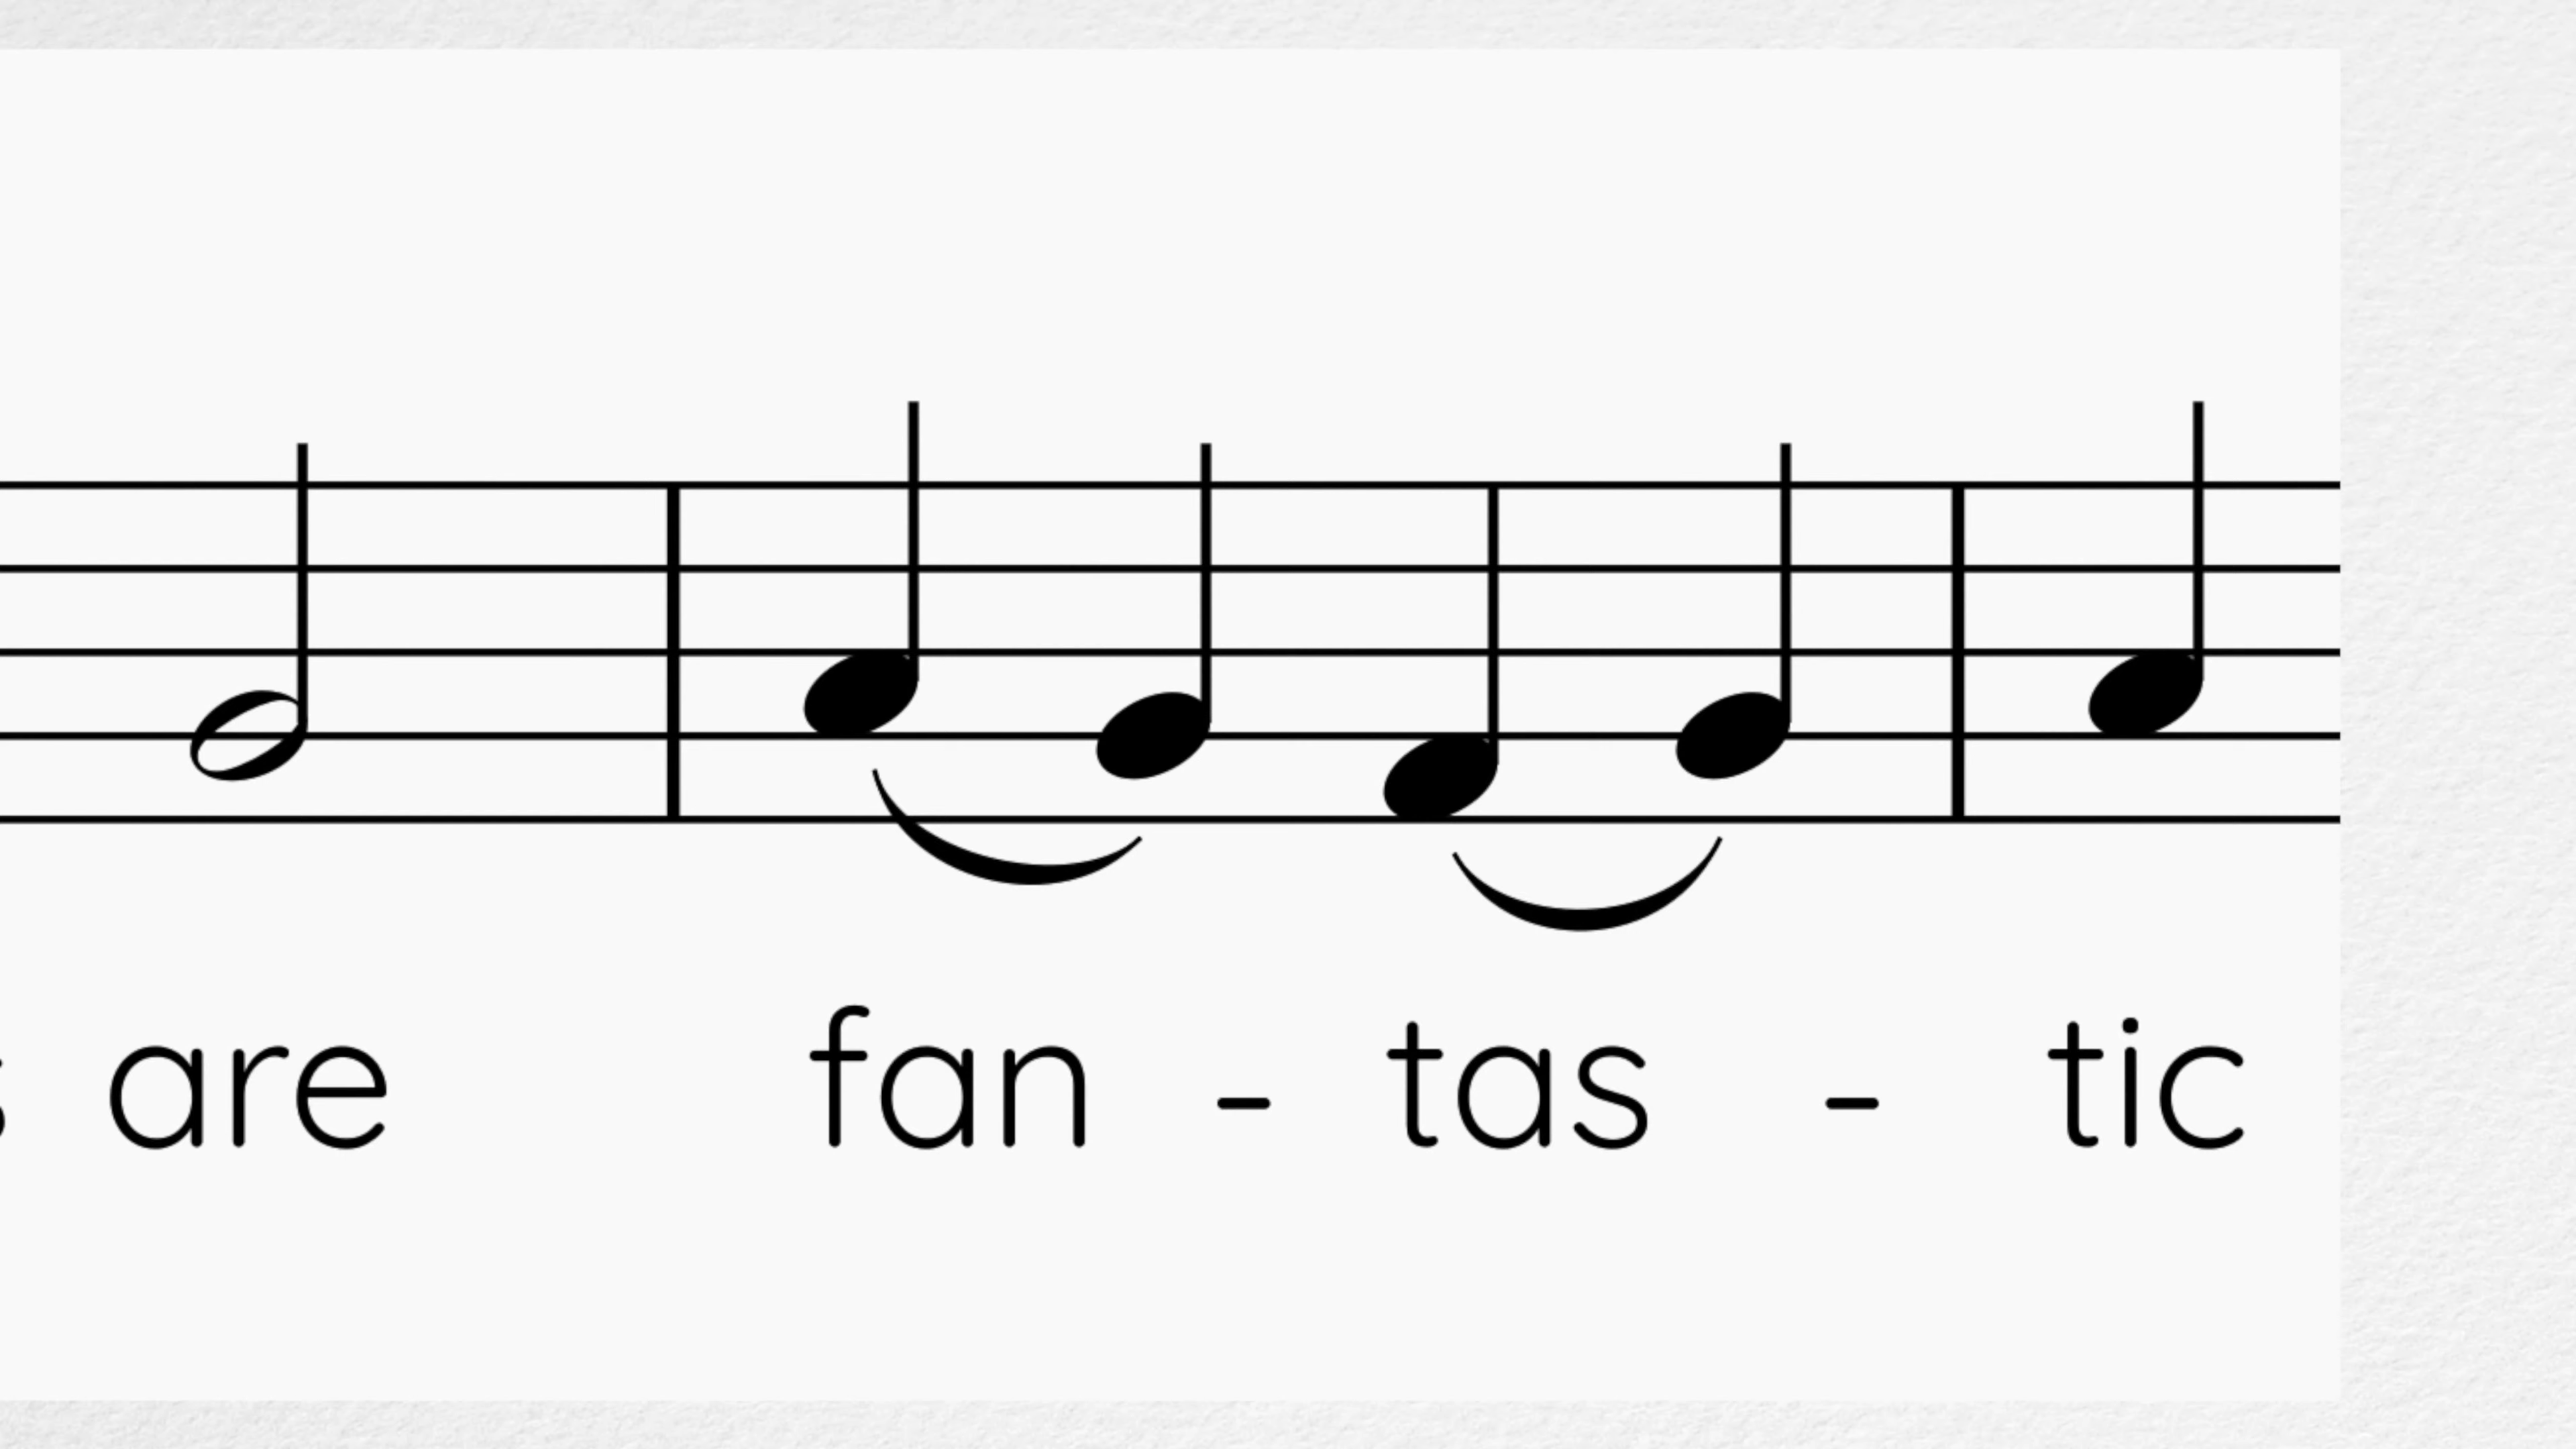 are fan - tas - tic